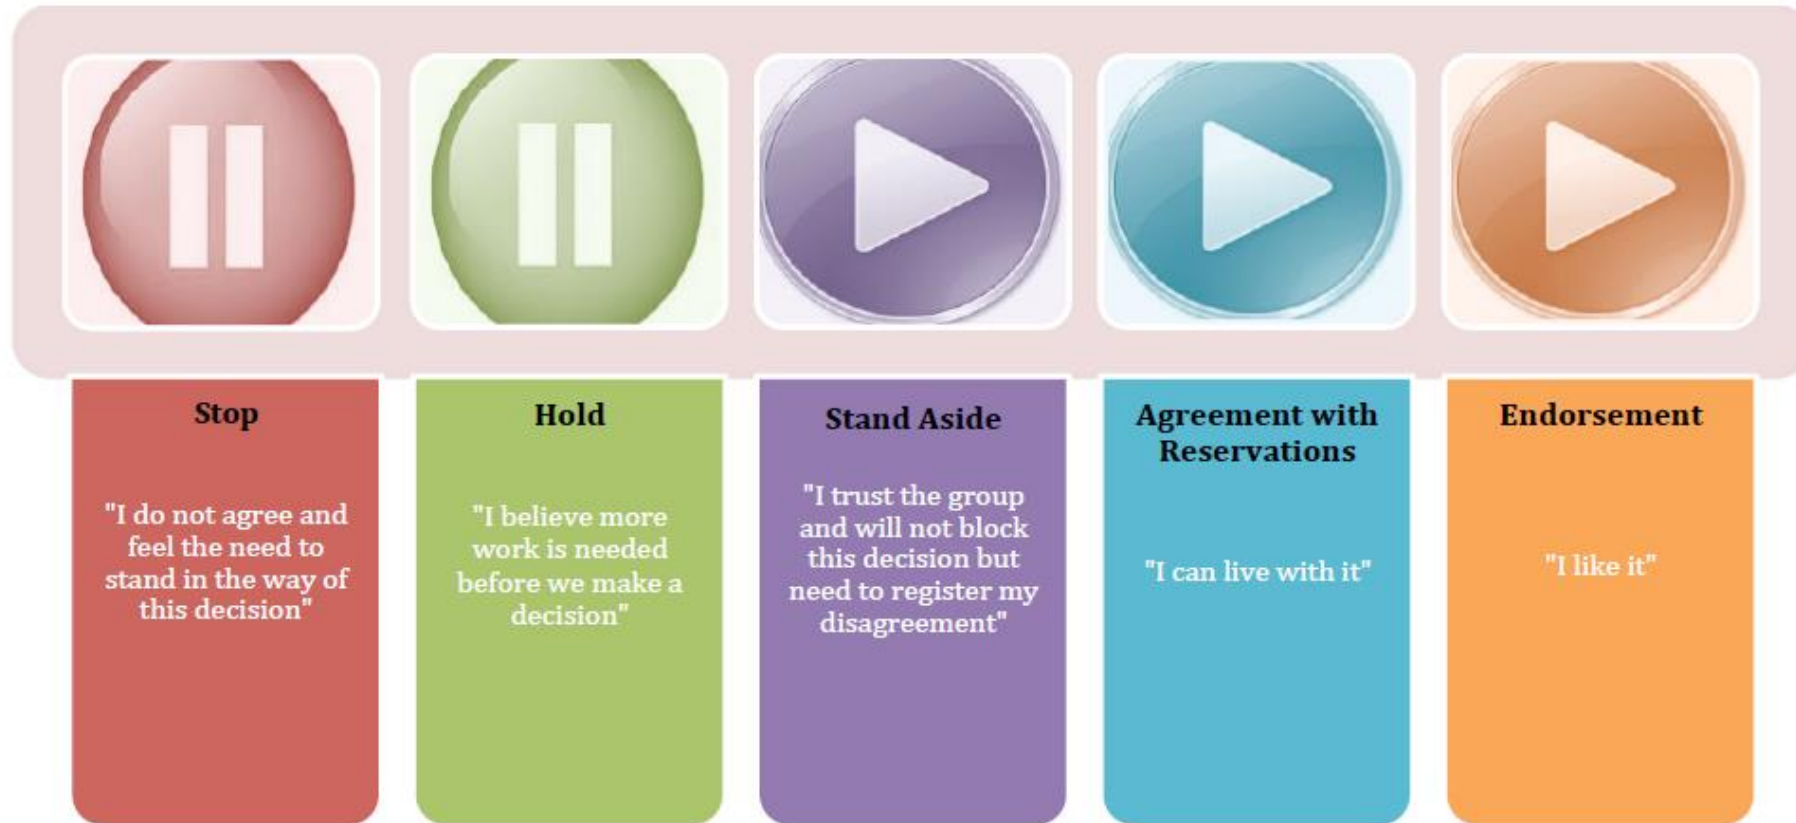 Stop
"I do not agree and
feel the need to
stand in the way of
this decision"
Hold
"I believe more
work is needed
before we make a
decision"
Stand Aside
"I trust the group
and will not block
this decision but
need to register my
disagreement"
Agreement with
Reservations
"I can live with it"
Endorsement
"I like it"